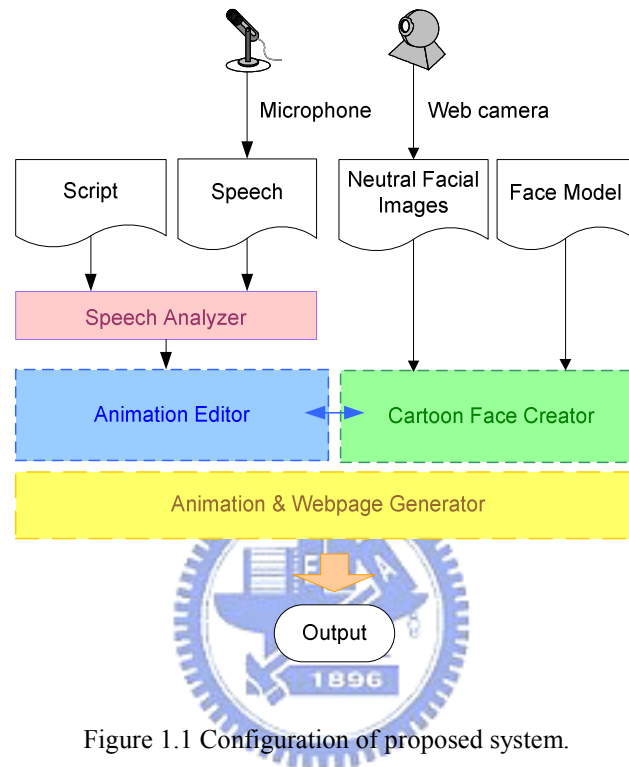 Microphone
Web camera
Script
Speech
Neutral Facial
Images
Face Model
Speech Analyzer
Animation Editor
Cartoon Face Creator
Animation & Webpage Generator
E
A
Output
1896
Figure 1.1 Configuration of proposed system.